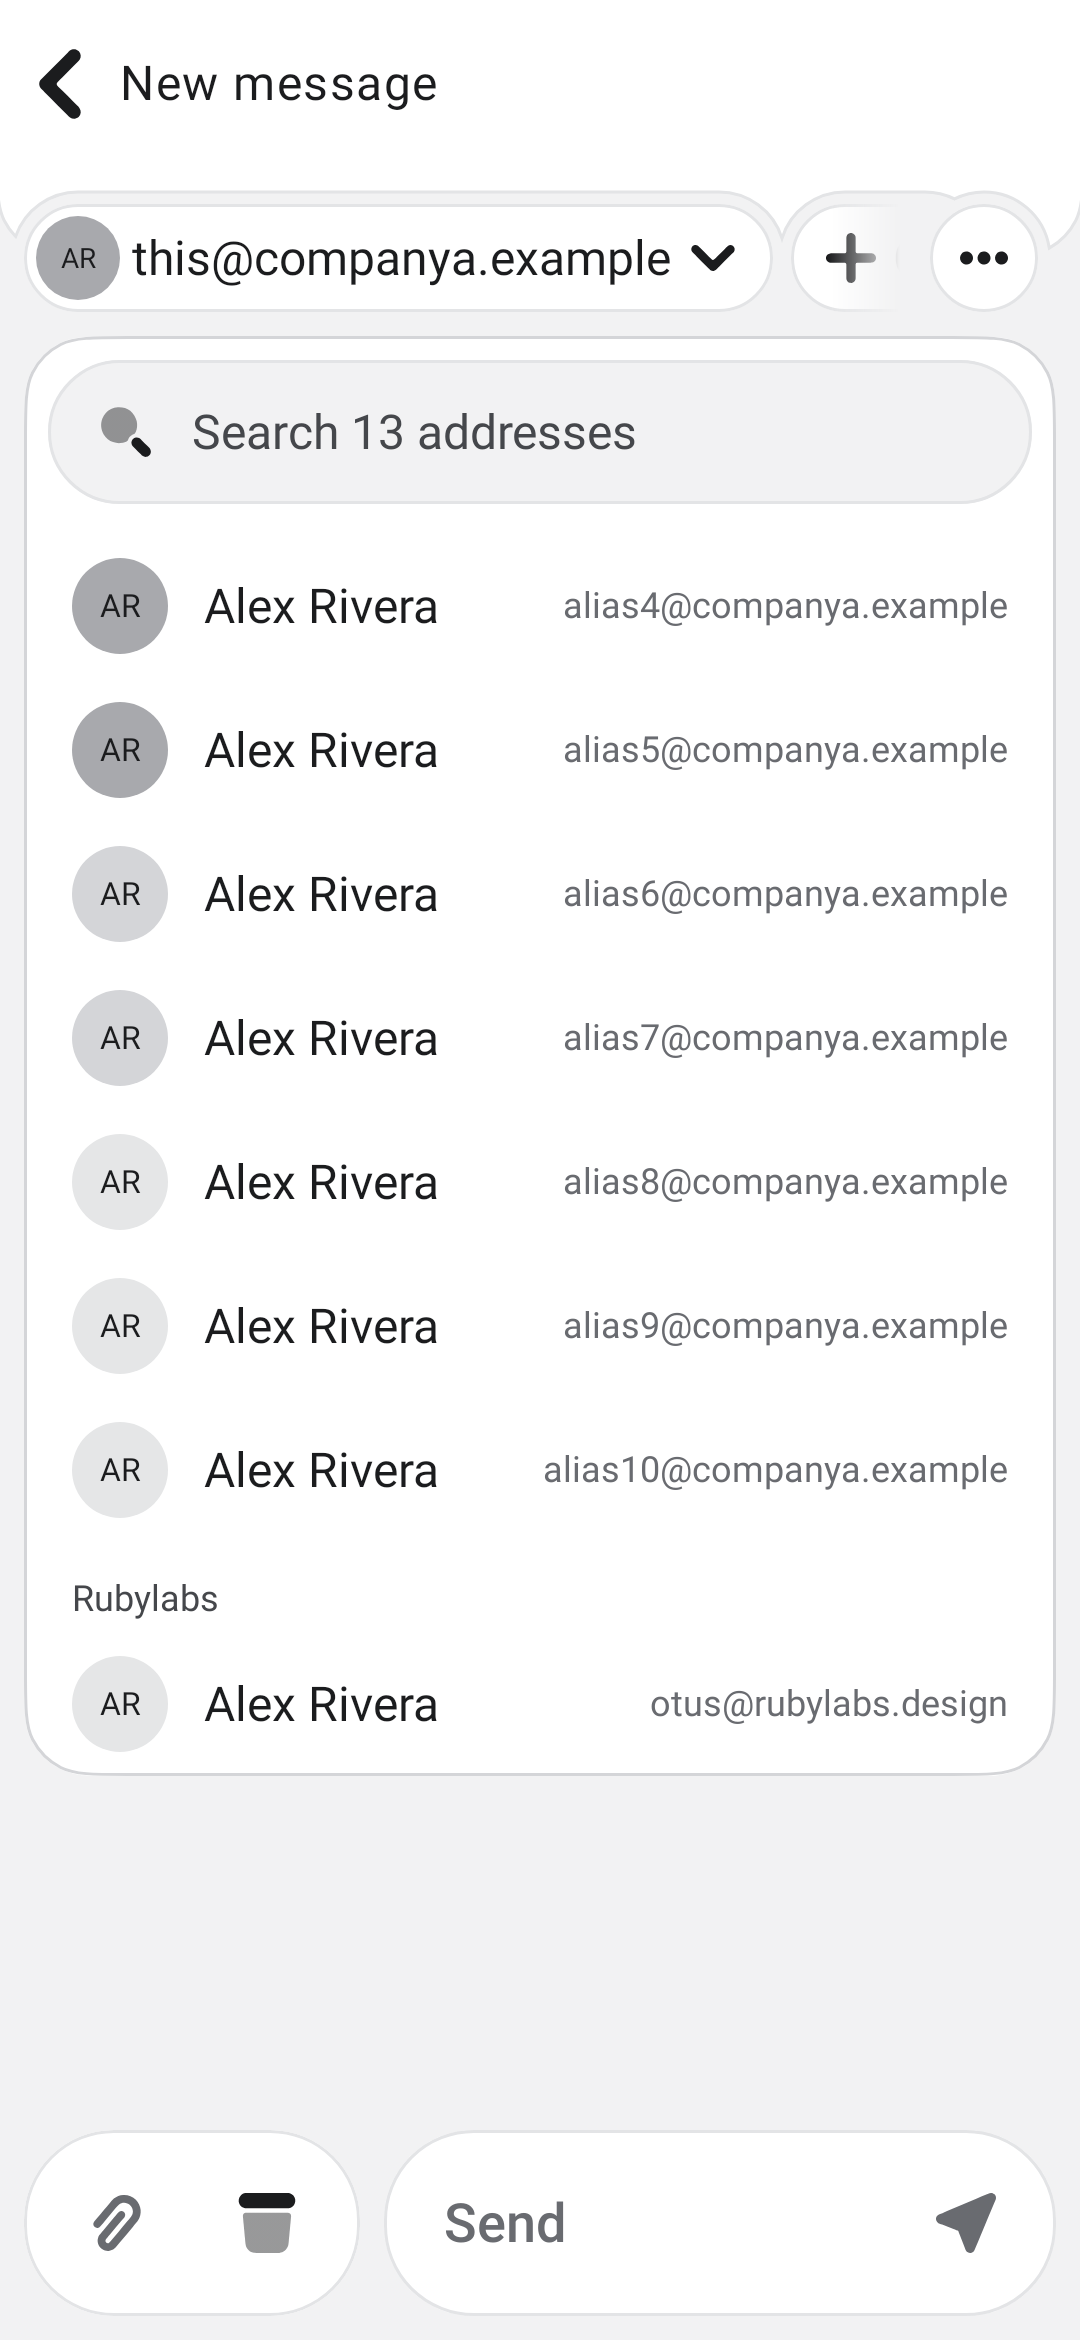 New message
AR this@companya.example
Search 13 addresses
AR Alex Rivera alias4@companya.example
AR Alex Rivera alias5@companya.example
AR Alex Rivera alias6@companya.example
AR Alex Rivera alias7@companya.example
AR Alex Rivera alias8@companya.example
AR Alex Rivera alias9@companya.example
AR Alex Rivera alias10@companya.example
Rubylabs
AR Alex Rivera otus@rubylabs.design
Send